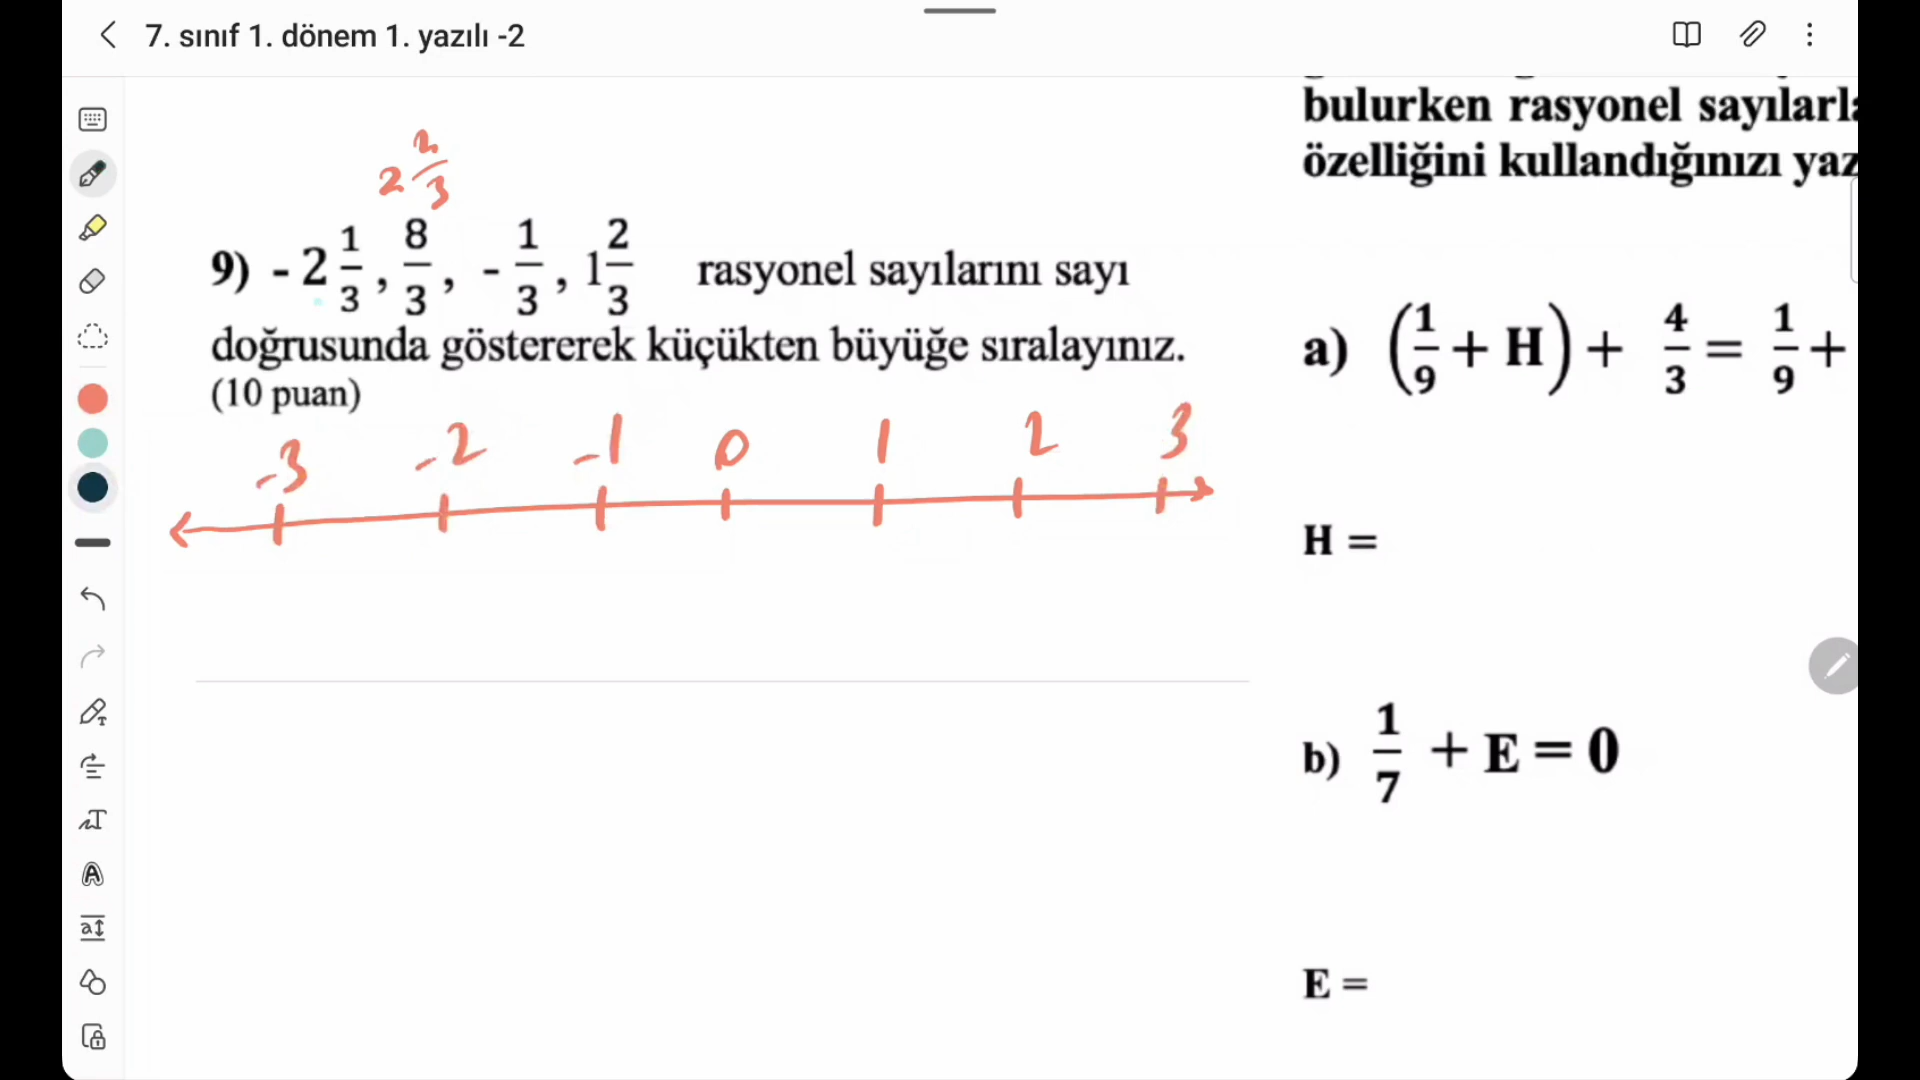 7. sınıf 1. dönem 1. yazılı -2
2 2/3
9) - 2 1/3 , 8/3 , - 1/3 , 1 2/3 rasyonel sayılarını sayı
doğrusunda göstererek küçükten büyüğe sıralayınız.
(10 puan)
-3 -2 -1 0 1 2 3
bulurken rasyonel sayılarla
özelliğini kullandığınızı yaz
a) (1/9 + H) + 4/3 = 1/9 +
H =
b) 1/7 + E = 0
E =